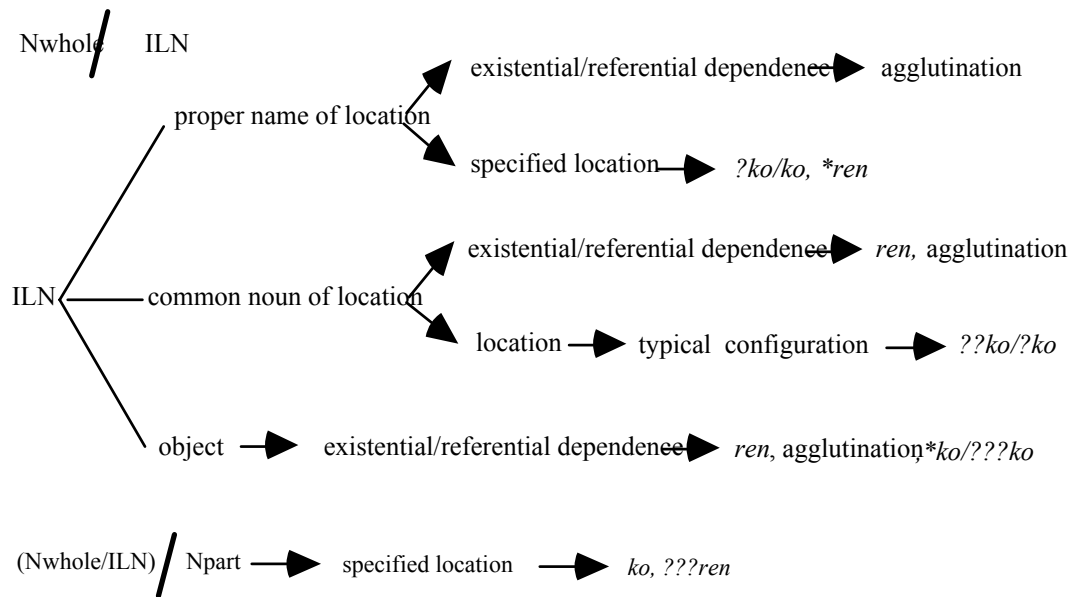 Nwhole / ILN
existential/referential dependence agglutination
proper name of location
specified location ?ko/ko, *ren
existential/referential dependence ren, agglutination
ILN common noun of location
location typical configuration ??ko/?ko
object existential/referential dependence ren, agglutination,*ko/???ko
(Nwhole/ILN) / Npart specified location ko, ???ren